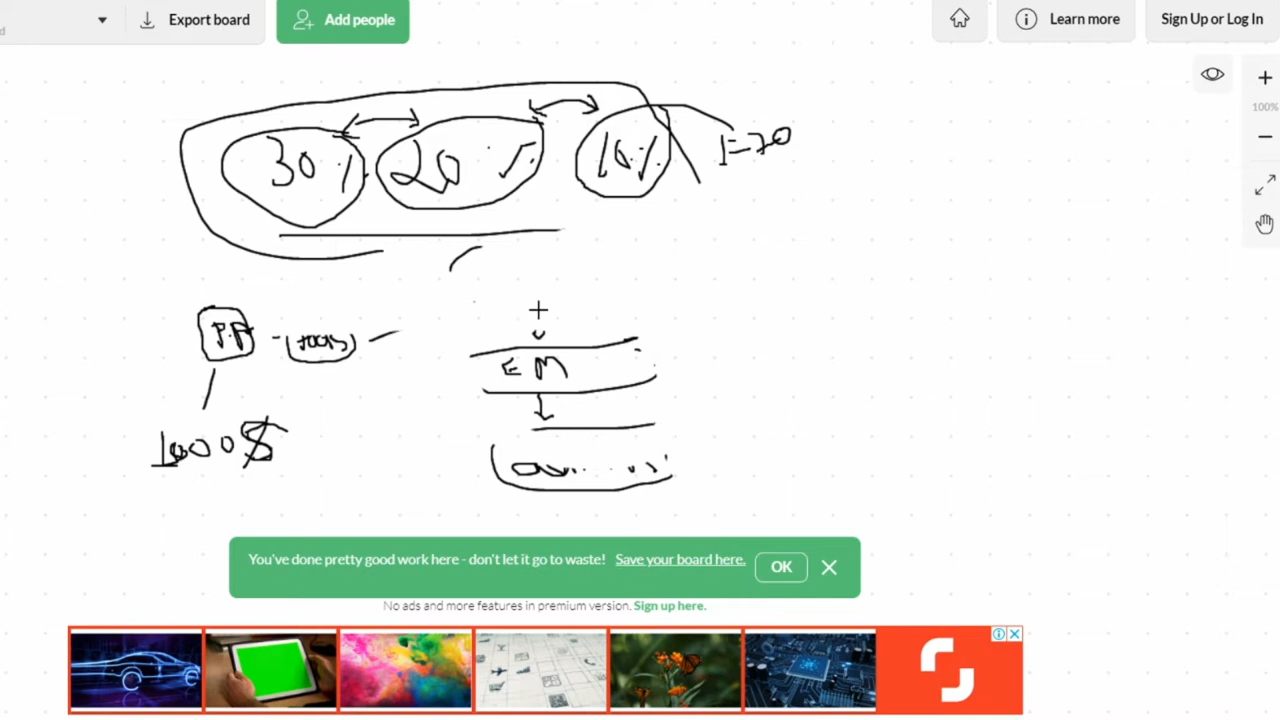 Export board
Add people
Learn more
Sign Up or Log In
100%
30 % 20 % 10 %
P.F
EM
1000$
You've done pretty good work here - don't let it go to waste! Save your board here. OK
No ads and more features in premium version. Sign up here.